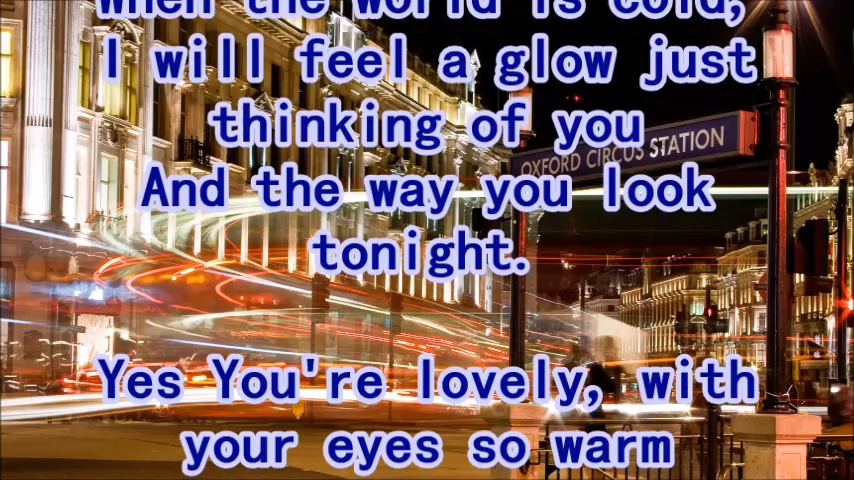 when the world is cold,
I will feel a glow just
thinking of you
OXFORD CIRCUS STATION
And the way you look
tonight.
Yes You're lovely, with
your eyes so warm